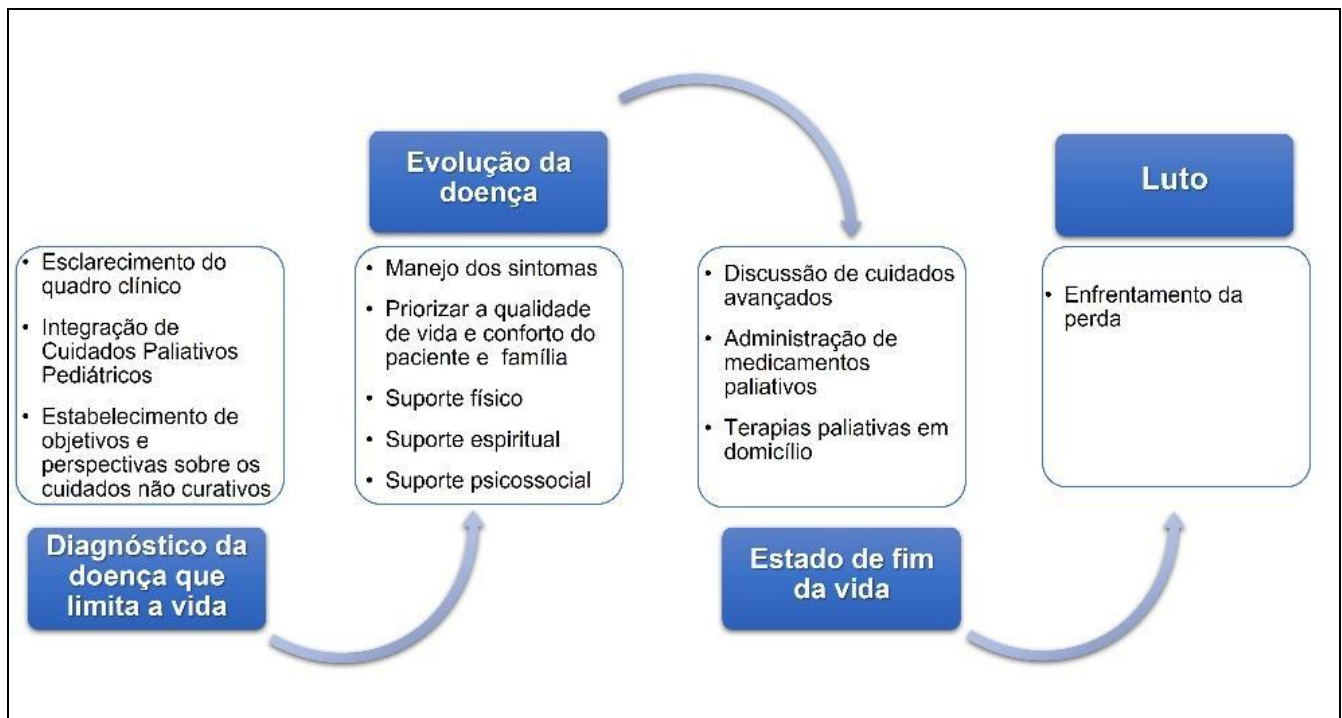 • Esclarecimento do
quadro clínico
• Integração de
Cuidados Paliativos
Pediátricos
• Estabelecimento de
objetivos e
perspectivas sobre os
cuidados não curativos
Diagnóstico da
doença que
limita a vida
Evolução da
doença
• Manejo dos sintomas
• Priorizar a qualidade
de vida e conforto do
paciente e família
• Suporte físico
• Suporte espiritual
• Suporte psicossocial
• Discussão de cuidados
avançados
• Administração de
medicamentos
paliativos
• Terapias paliativas em
domicílio
Estado de fim
da vida
Luto
• Enfrentamento da
perda